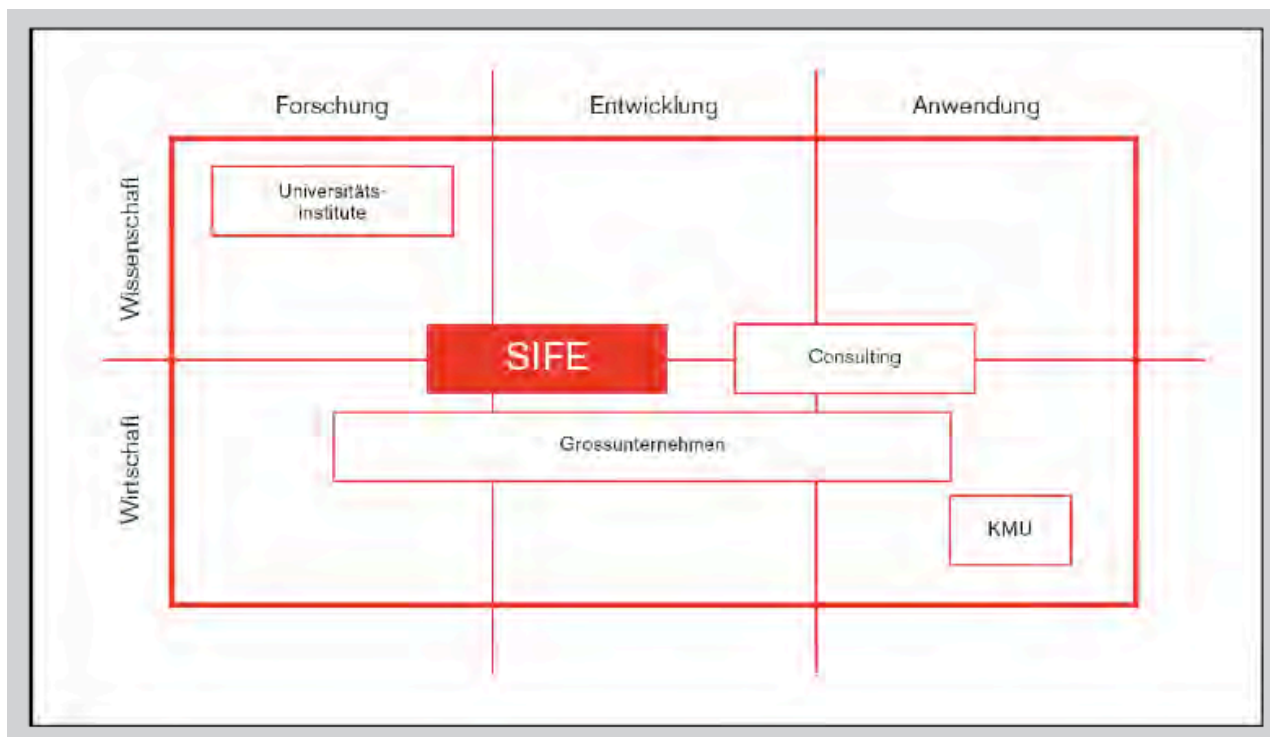 Forschung
Entwicklung
Anwendung
Wissenschaft
Universitäts-
institute
SIFE
Consulting
Wirtschaft
Grossunternehmen
KMU